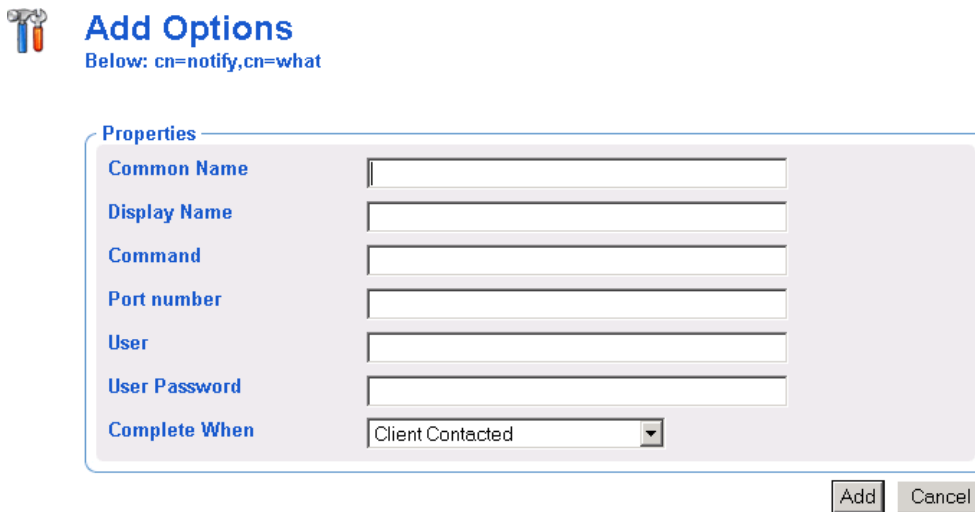 Add Options
Below: cn=notify,cn=what
Properties
Common Name
Display Name
Command
Port number
User
User Password
Complete When
Client Contacted
Add
Cancel